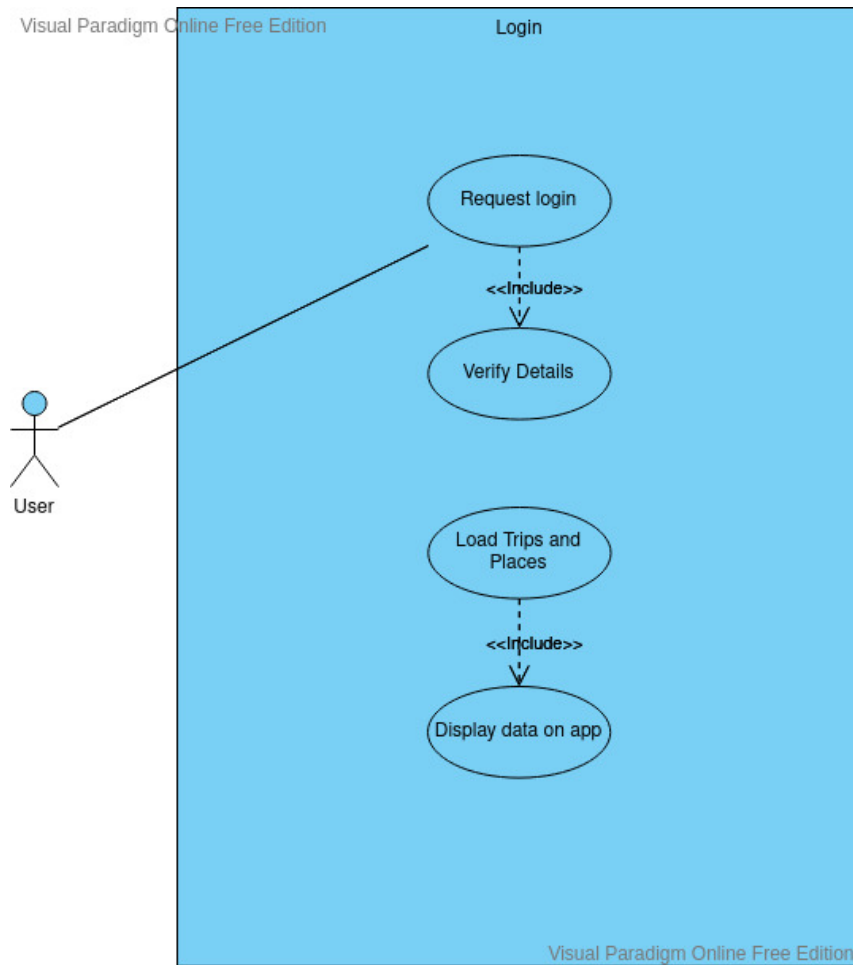 Visual Paradigm Online Free Edition
Login
Request login
<<Include>>
Verify Details
User
Load Trips and
Places
<<Include>>
Display data on app
Visual Paradigm Online Free Edition